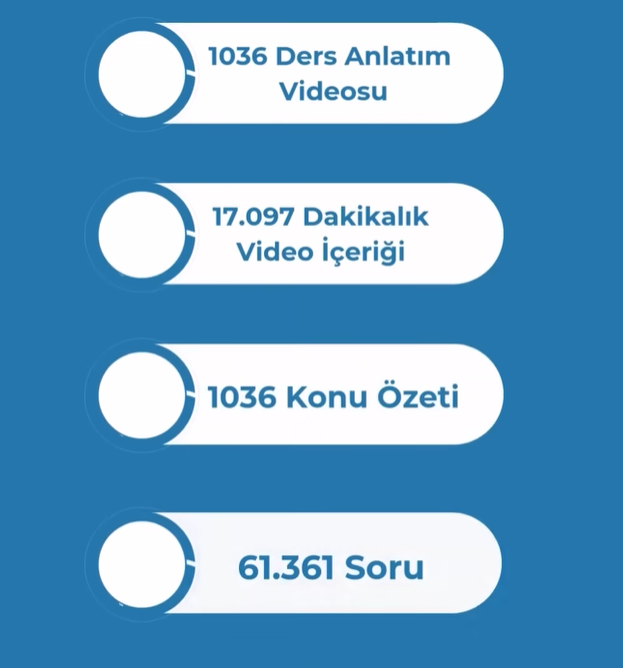 1036 Ders Anlatım
Videosu
17.097 Dakikalık
Video İçeriği
1036 Konu Özeti
61.361 Soru